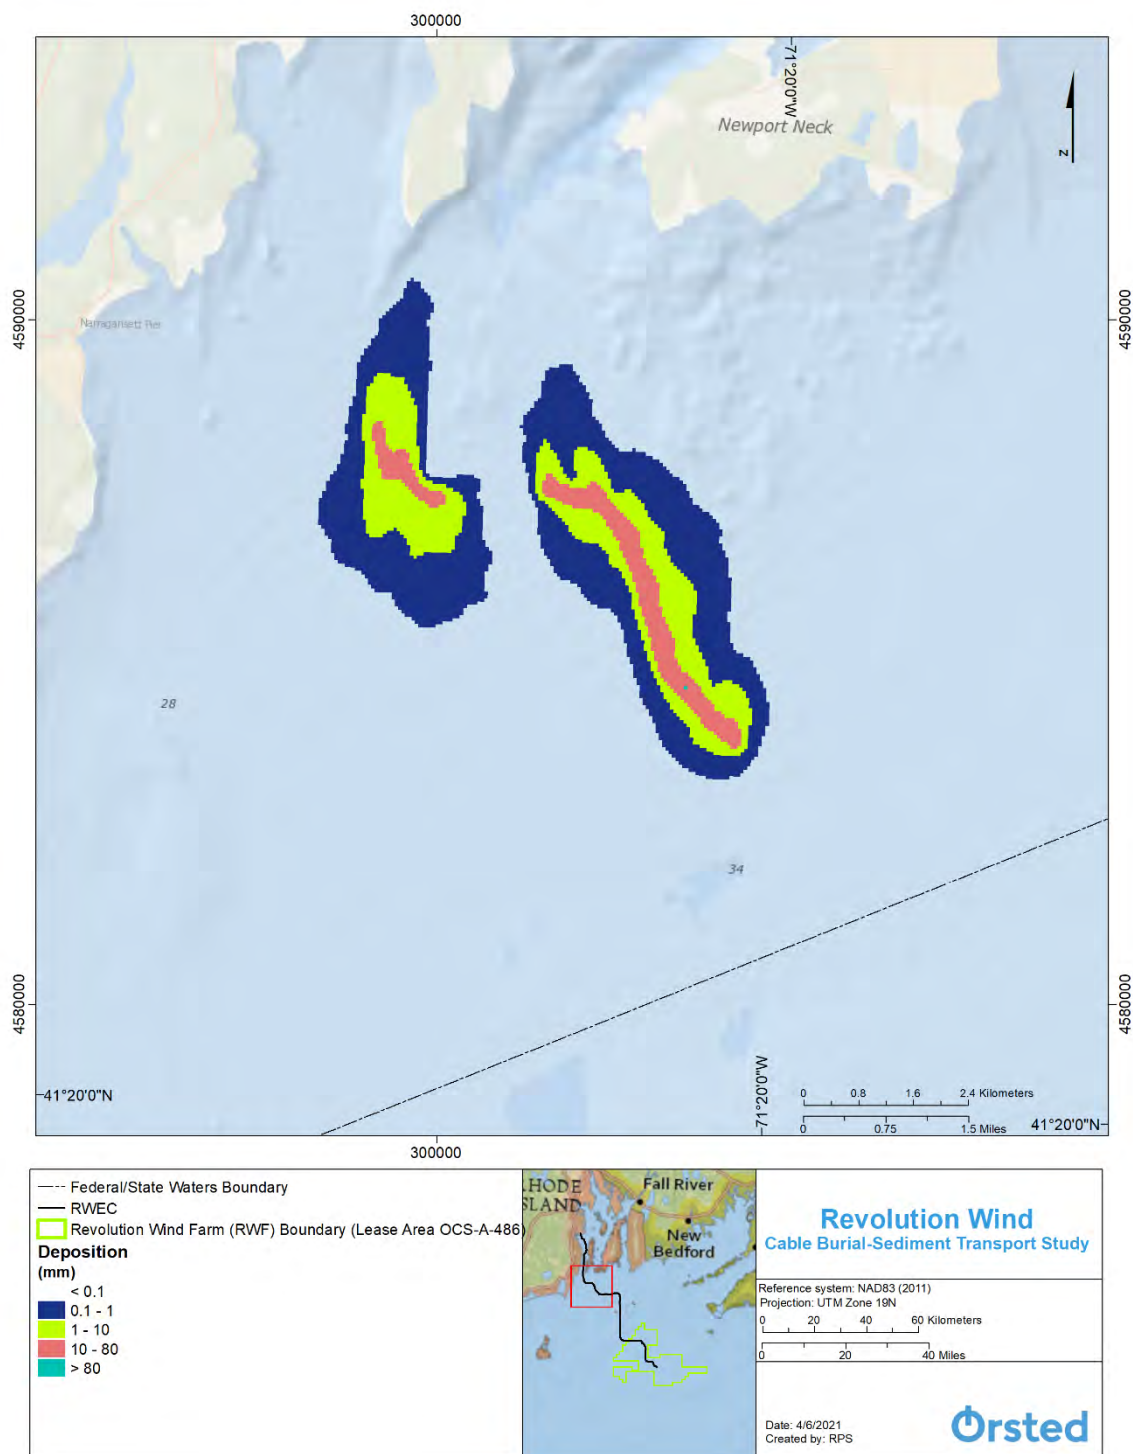 300000
71°20'0"W
Newport Neck
z
4590000
4590000
Narragansett Pier
28
34
4580000
4580000
41°20'0"N
71°20'0"W
0 0.8 1.6 2.4 Kilometers
0 0.75 1.5 Miles
41°20'0"N
300000
Federal/State Waters Boundary
RWEC
Revolution Wind Farm (RWF) Boundary (Lease Area OCS-A-486)
Deposition
(mm)
< 0.1
0.1 - 1
1 - 10
10 - 80
> 80
RHODE
ISLAND
Fall River
New
Bedford
Revolution Wind
Cable Burial-Sediment Transport Study
Reference system: NAD83 (2011)
Projection: UTM Zone 19N
0 20 40 60 Kilometers
0 20 40 Miles
Date: 4/6/2021
Created by: RPS
Ørsted